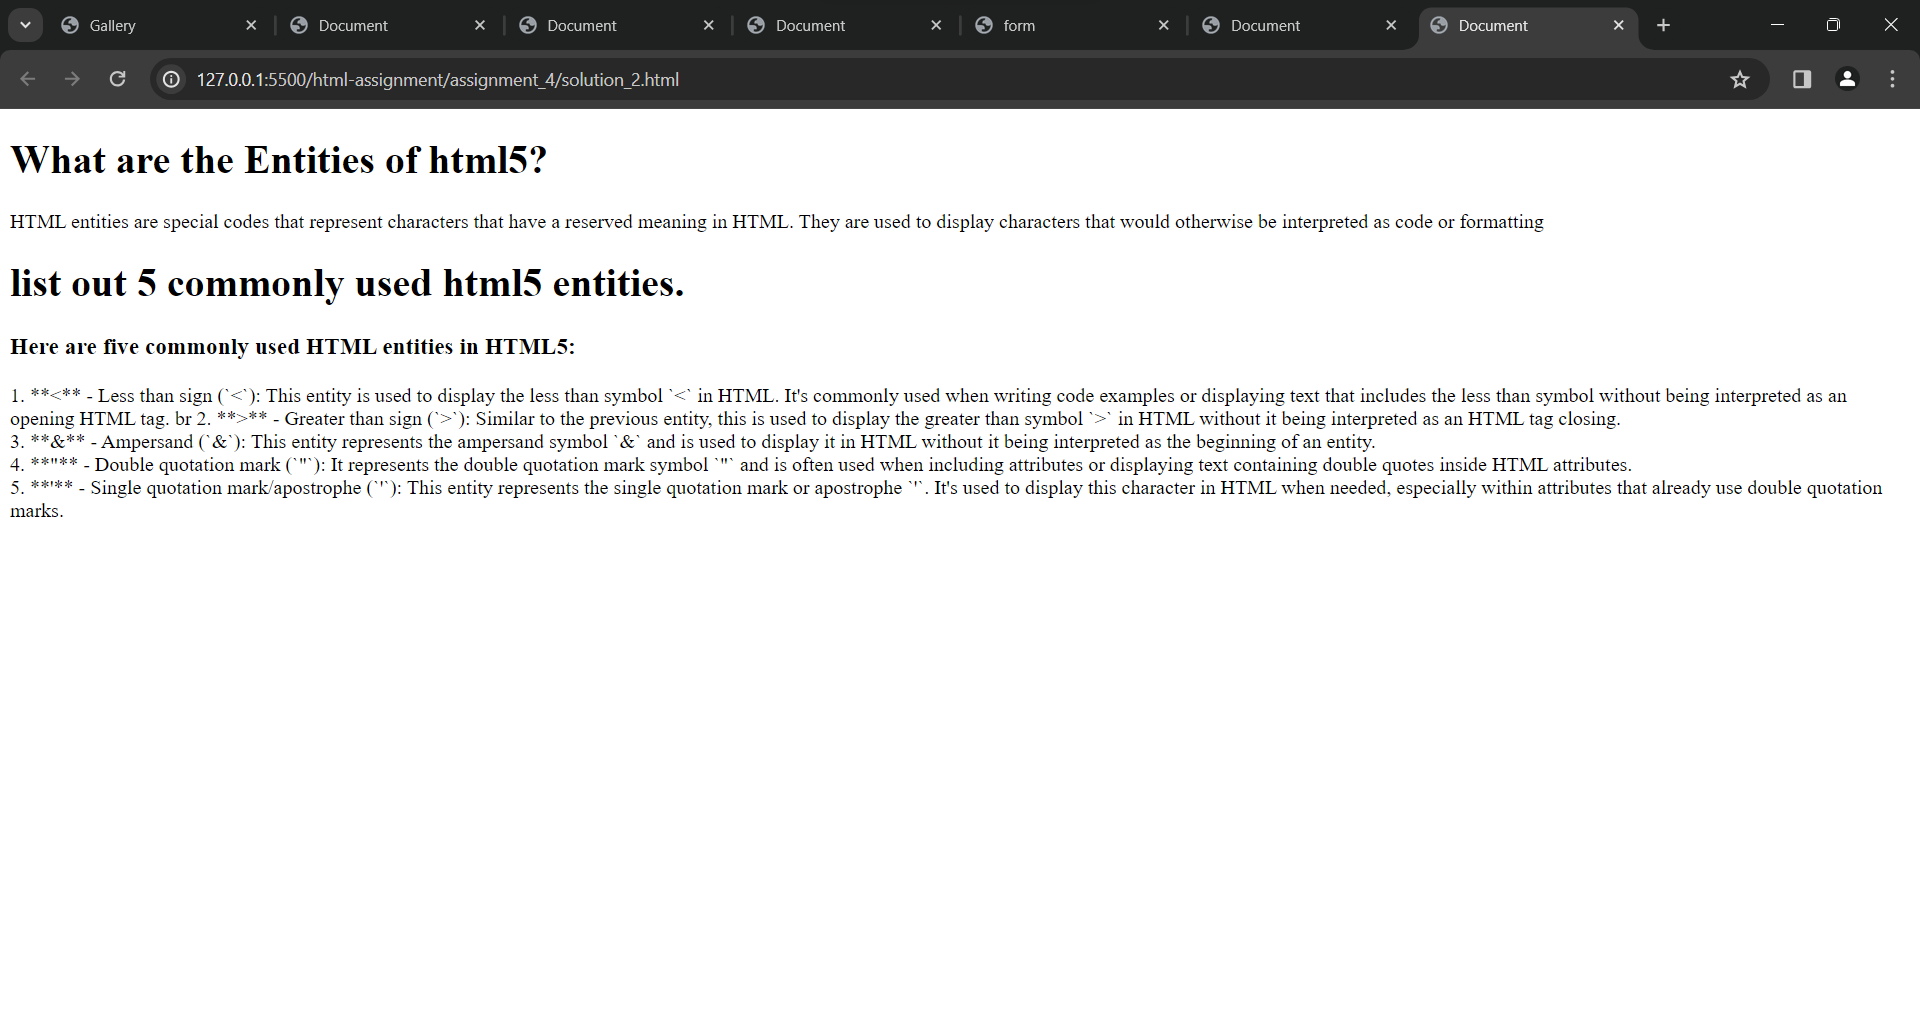 Gallery
Document
Document
Document
form
Document
Document
127.0.0.1:5500/html-assignment/assignment_4/solution_2.html
What are the Entities of html5?
HTML entities are special codes that represent characters that have a reserved meaning in HTML. They are used to display characters that would otherwise be interpreted as code or formatting
list out 5 commonly used html5 entities.
Here are five commonly used HTML entities in HTML5:
1. **<** - Less than sign (`<`): This entity is used to display the less than symbol `<` in HTML. It's commonly used when writing code examples or displaying text that includes the less than symbol without being interpreted as an
opening HTML tag. br 2. **>** - Greater than sign (`>`): Similar to the previous entity, this is used to display the greater than symbol `>` in HTML without it being interpreted as an HTML tag closing.
3. **&** - Ampersand (`&`): This entity represents the ampersand symbol `&` and is used to display it in HTML without it being interpreted as the beginning of an entity.
4. **"** - Double quotation mark (`"`): It represents the double quotation mark symbol `"` and is often used when including attributes or displaying text containing double quotes inside HTML attributes.
5. **'** - Single quotation mark/apostrophe (`'`): This entity represents the single quotation mark or apostrophe `'`. It's used to display this character in HTML when needed, especially within attributes that already use double quotation
marks.